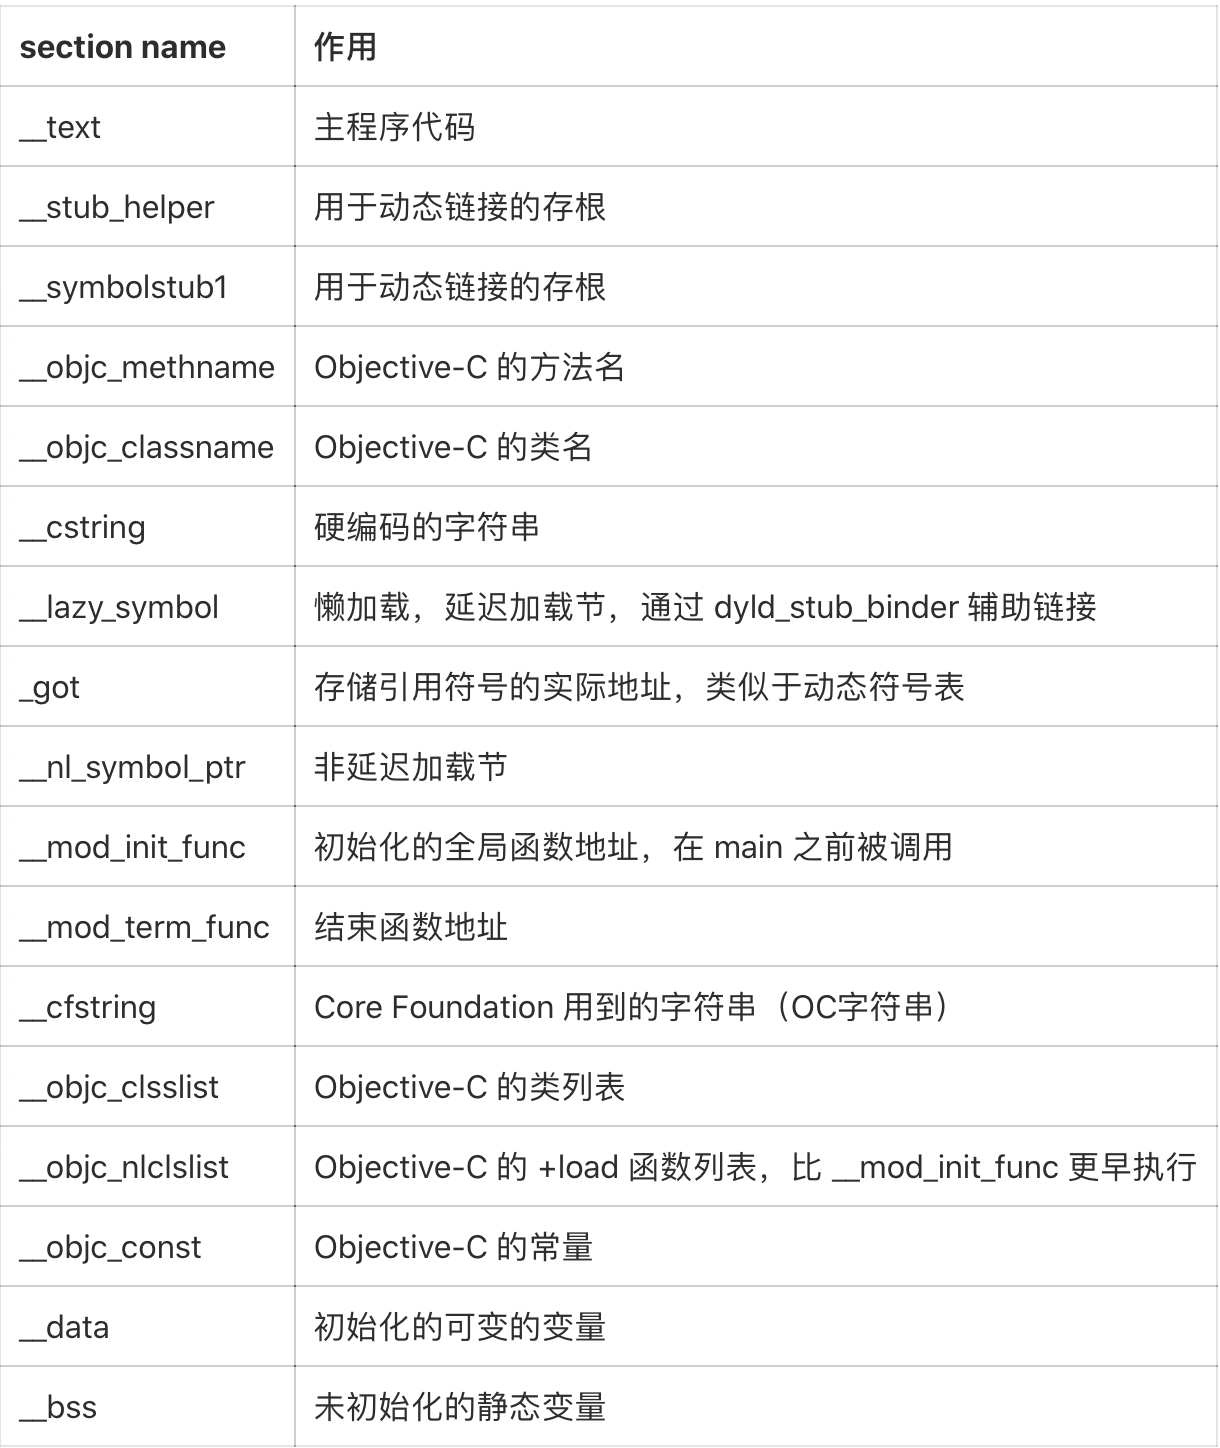 section name 作用
__text 主程序代码
__stub_helper 用于动态链接的存根
__symbolstub1 用于动态链接的存根
__objc_methname Objective-C 的方法名
__objc_classname Objective-C 的类名
__cstring 硬编码的字符串
__lazy_symbol 懒加载，延迟加载节，通过 dyld_stub_binder 辅助链接
_got 存储引用符号的实际地址，类似于动态符号表
__nl_symbol_ptr 非延迟加载节
__mod_init_func 初始化的全局函数地址，在 main 之前被调用
__mod_term_func 结束函数地址
__cfstring Core Foundation 用到的字符串（OC字符串）
__objc_clsslist Objective-C 的类列表
__objc_nlclslist Objective-C 的 +load 函数列表，比 __mod_init_func 更早执行
__objc_const Objective-C 的常量
__data 初始化的可变的变量
__bss 未初始化的静态变量